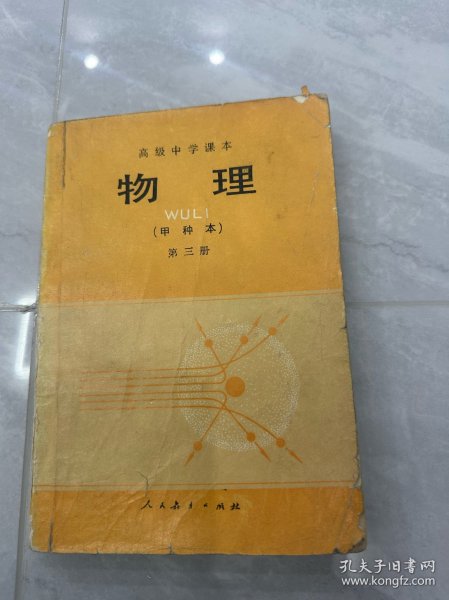 高级中学课本
物理
WULI
(甲种本)
第三册
人民教育出版社
孔夫子旧书网
www.kongfz.com